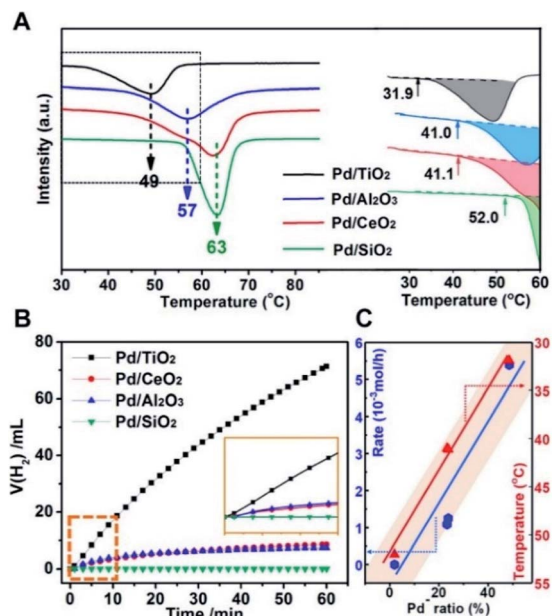 A
Intensity (a.u.)
49
57
63
Pd/TiO₂
Pd/Al₂O₃
Pd/CeO₂
Pd/SiO₂
31.9
41.0
41.1
52.0
30 40 50 60 70 80
Temperature (°C)
30 40 50 60
Temperature (°C)
B
V(H₂) /mL
80
60
40
20
0
Pd/TiO₂
Pd/CeO₂
Pd/Al₂O₃
Pd/SiO₂
0 10 20 30 40 50 60
Time /min
C
Rate (10⁻³mol/h)
6
5
4
3
2
1
0
Temperature (°C)
30
35
40
45
50
55
0 20 40
Pd⁻ ratio (%)